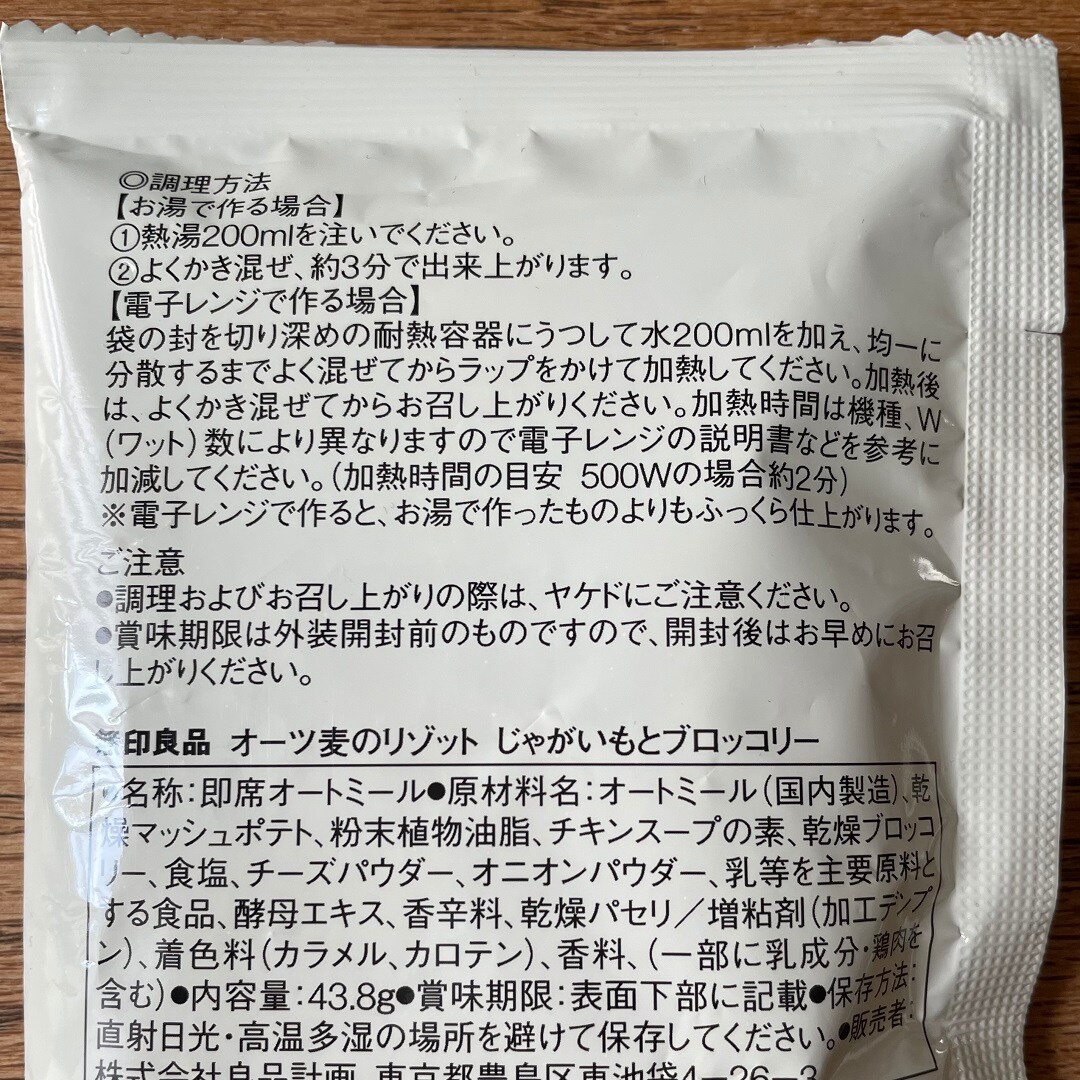 ◎調理方法
【お湯で作る場合】
①熱湯200mlを注いでください。
②よくかき混ぜ、約3分で出来上がります。
【電子レンジで作る場合】
袋の封を切り深めの耐熱容器にうつして水200mlを加え、均一に
分散するまでよく混ぜてからラップをかけて加熱してください。加熱後
は、よくかき混ぜてからお召し上がりください。加熱時間は機種、W
(ワット)数により異なりますので電子レンジの説明書などを参考に
加減してください。(加熱時間の目安 500Wの場合約2分)
※電子レンジで作ると、お湯で作ったものよりもふっくら仕上がります。
ご注意
●調理およびお召し上がりの際は、ヤケドにご注意ください。
●賞味期限は外装開封前のものですので、開封後はお早めにお召
し上がりください。
無印良品 オーツ麦のリゾット じゃがいもとブロッコリー
●名称:即席オートミール●原材料名:オートミール(国内製造)、乾
燥マッシュポテト、粉末植物油脂、チキンスープの素、乾燥ブロッコ
リー、食塩、チーズパウダー、オニオンパウダー、乳等を主要原料と
する食品、酵母エキス、香辛料、乾燥パセリ/増粘剤(加工デンプ
ン)、着色料(カラメル、カロテン)、香料、(一部に乳成分・鶏肉を
含む)●内容量:43.8g●賞味期限:表面下部に記載●保存方法:
直射日光・高温多湿の場所を避けて保存してください。●販売者:
株式会社良品計画 東京都豊島区東池袋4-26-3